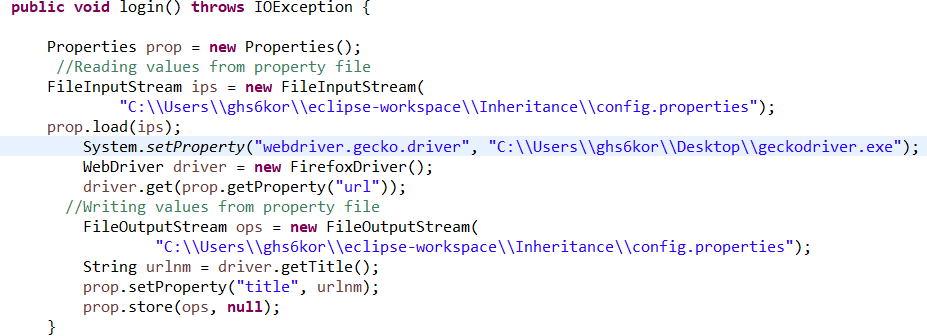 public void login() throws IOException {
Properties prop = new Properties();
//Reading values from property file
FileInputStream ips = new FileInputStream(
"C:\\Users\\ghs6kor\\eclipse-workspace\\Inheritance\\config.properties");
prop.load(ips);
System.setProperty("webdriver.gecko.driver", "C:\\Users\\ghs6kor\\Desktop\\geckodriver.exe");
WebDriver driver = new FirefoxDriver();
driver.get(prop.getProperty("url"));
//Writing values from property file
FileOutputStream ops = new FileOutputStream(
"C:\\Users\\ghs6kor\\eclipse-workspace\\Inheritance\\config.properties");
String urlnm = driver.getTitle();
prop.setProperty("title", urlnm);
prop.store(ops, null);
}